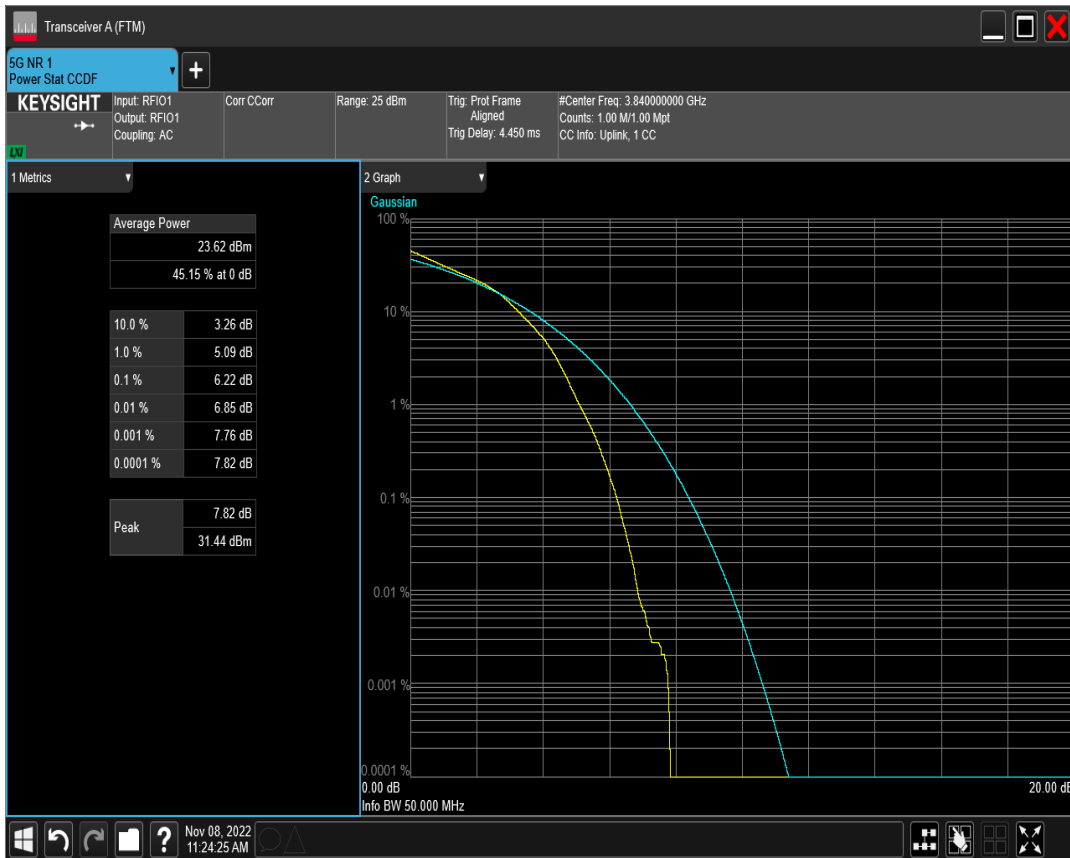 Transceiver A (FTM)
5G NR 1
Power Stat CCDF
+
KEYSIGHT
LXI
Input: RFIO1
Output: RFIO1
Coupling: AC
Corr CCorr
Range: 25 dBm
Trig: Prot Frame
Aligned
Trig Delay: 4.450 ms
#Center Freq: 3.840000000 GHz
Counts: 1.00 M/1.00 Mpt
CC Info: Uplink, 1 CC
1 Metrics
Average Power
23.62 dBm
45.15 % at 0 dB
10.0 % 3.26 dB
1.0 % 5.09 dB
0.1 % 6.22 dB
0.01 % 6.85 dB
0.001 % 7.76 dB
0.0001 % 7.82 dB
Peak
7.82 dB
31.44 dBm
2 Graph
Gaussian
100 %
10 %
1 %
0.1 %
0.01 %
0.001 %
0.0001 %
0.00 dB
20.00 dB
Info BW 50.000 MHz
?
Nov 08, 2022
11:24:25 AM